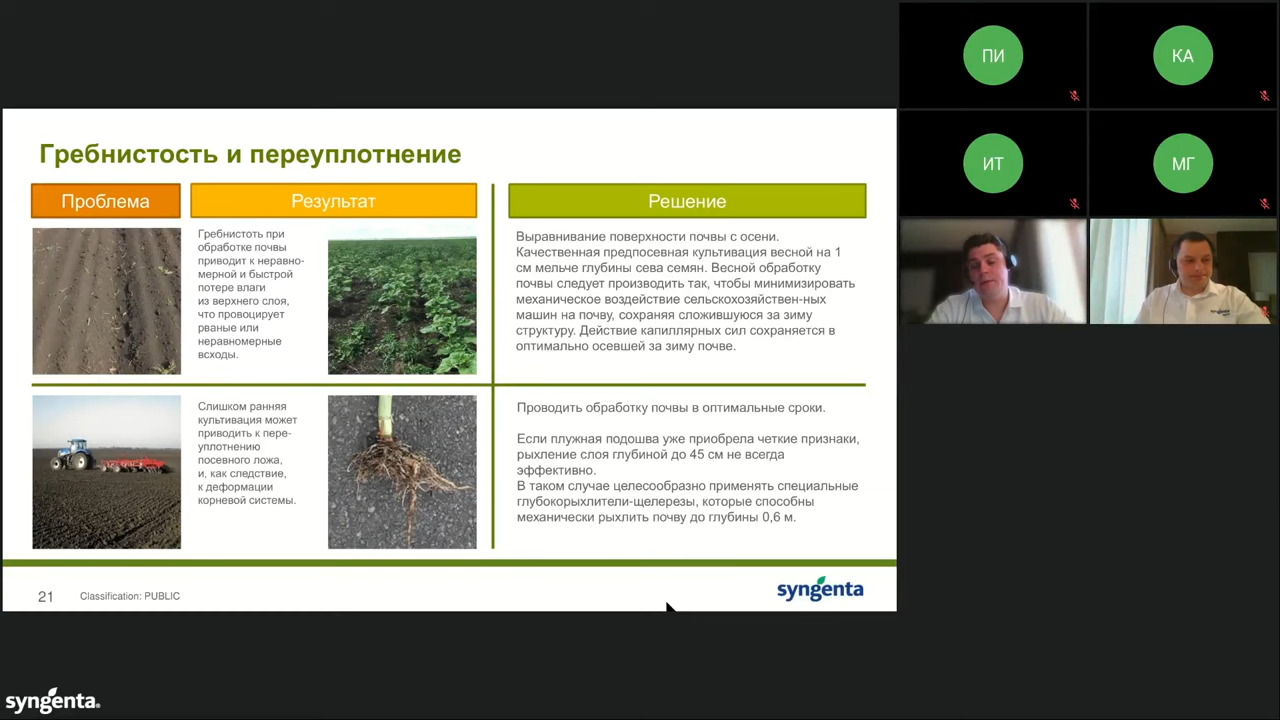 Гребнистость и переуплотнение
Проблема
Результат
Решение
Гребнистоть при
обработке почвы
приводит к неравно-
мерной и быстрой
потере влаги
из верхнего слоя,
что провоцирует
рваные или
неравномерные
всходы.
Выравнивание поверхности почвы с осени.
Качественная предпосевная культивация весной на 1
см мельче глубины сева семян. Весной обработку
почвы следует производить так, чтобы минимизировать
механическое воздействие сельскохозяйствен-ных
машин на почву, сохраняя сложившуюся за зиму
структуру. Действие капиллярных сил сохраняется в
оптимально осевшей за зиму почве.
Слишком ранняя
культивация может
приводить к пере-
уплотнению
посевного ложа,
и, как следствие,
к деформации
корневой системы.
Проводить обработку почвы в оптимальные сроки.
Если плужная подошва уже приобрела четкие признаки,
рыхление слоя глубиной до 45 см не всегда
эффективно.
В таком случае целесообразно применять специальные
глубокорыхлители-щелерезы, которые способны
механически рыхлить почву до глубины 0,6 м.
21
Classification: PUBLIC
syngenta
ПИ
КА
ИТ
МГ
syngenta
syngenta